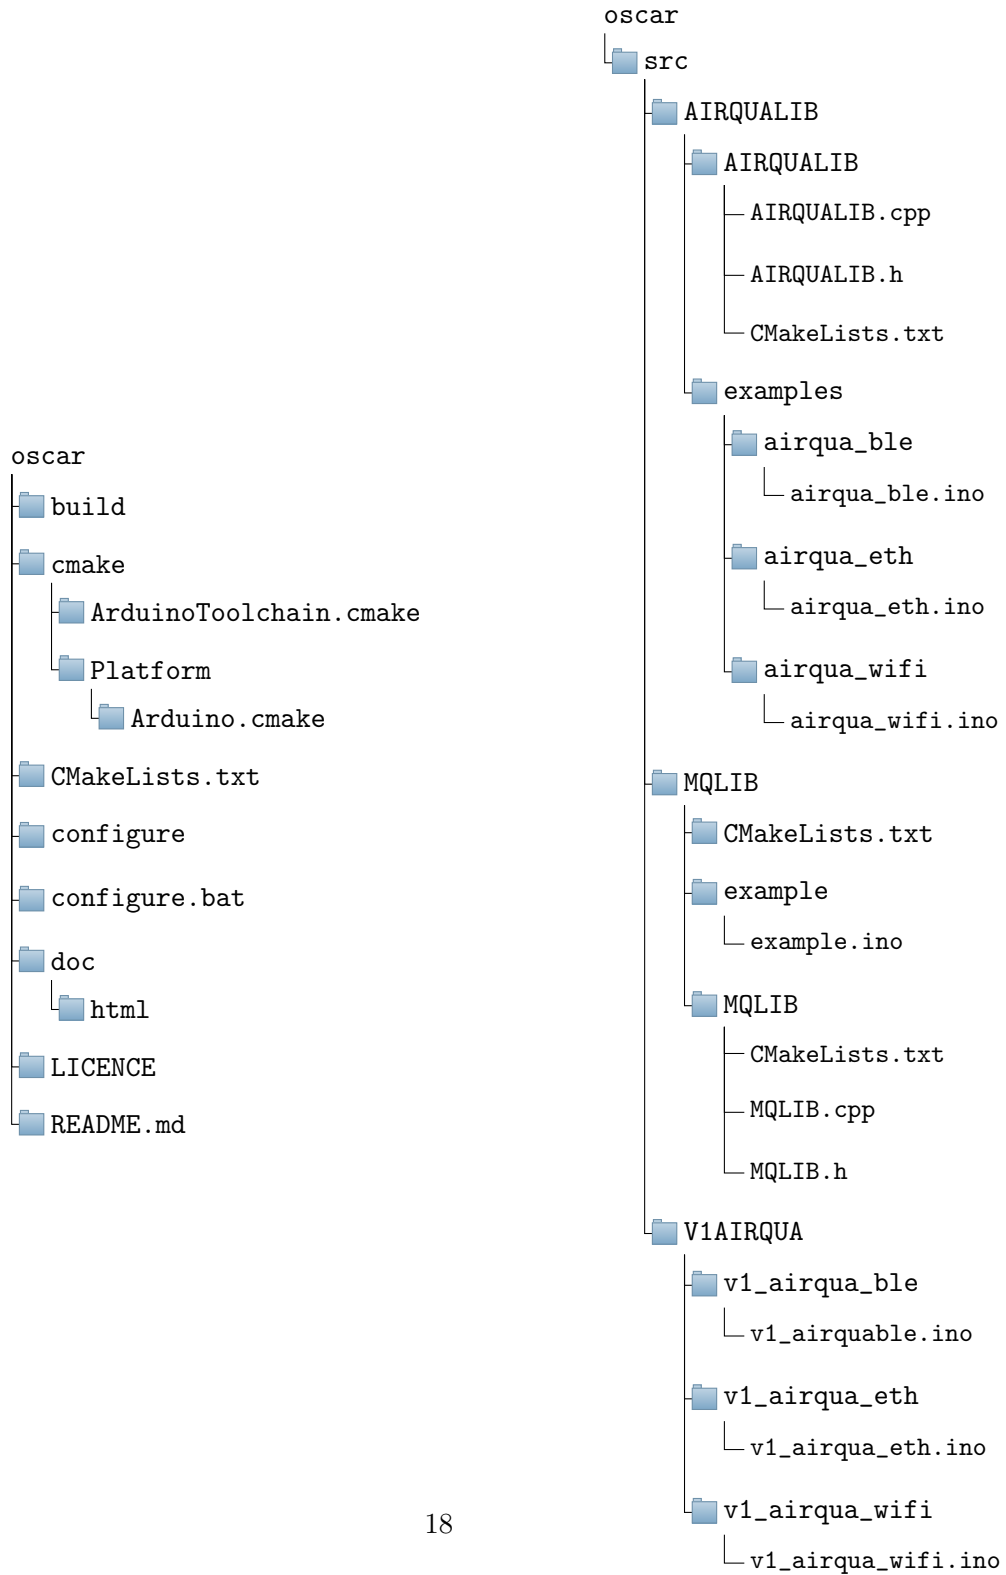 oscar
build
cmake
ArduinoToolchain.cmake
Platform
Arduino.cmake
CMakeLists.txt
configure
configure.bat
doc
html
LICENCE
README.md
oscar
src
AIRQUALIB
AIRQUALIB
AIRQUALIB.cpp
AIRQUALIB.h
CMakeLists.txt
examples
airqua_ble
airqua_ble.ino
airqua_eth
airqua_eth.ino
airqua_wifi
airqua_wifi.ino
MQLIB
CMakeLists.txt
example
example.ino
MQLIB
CMakeLists.txt
MQLIB.cpp
MQLIB.h
V1AIRQUA
v1_airqua_ble
v1_airquable.ino
v1_airqua_eth
v1_airqua_eth.ino
v1_airqua_wifi
v1_airqua_wifi.ino
18